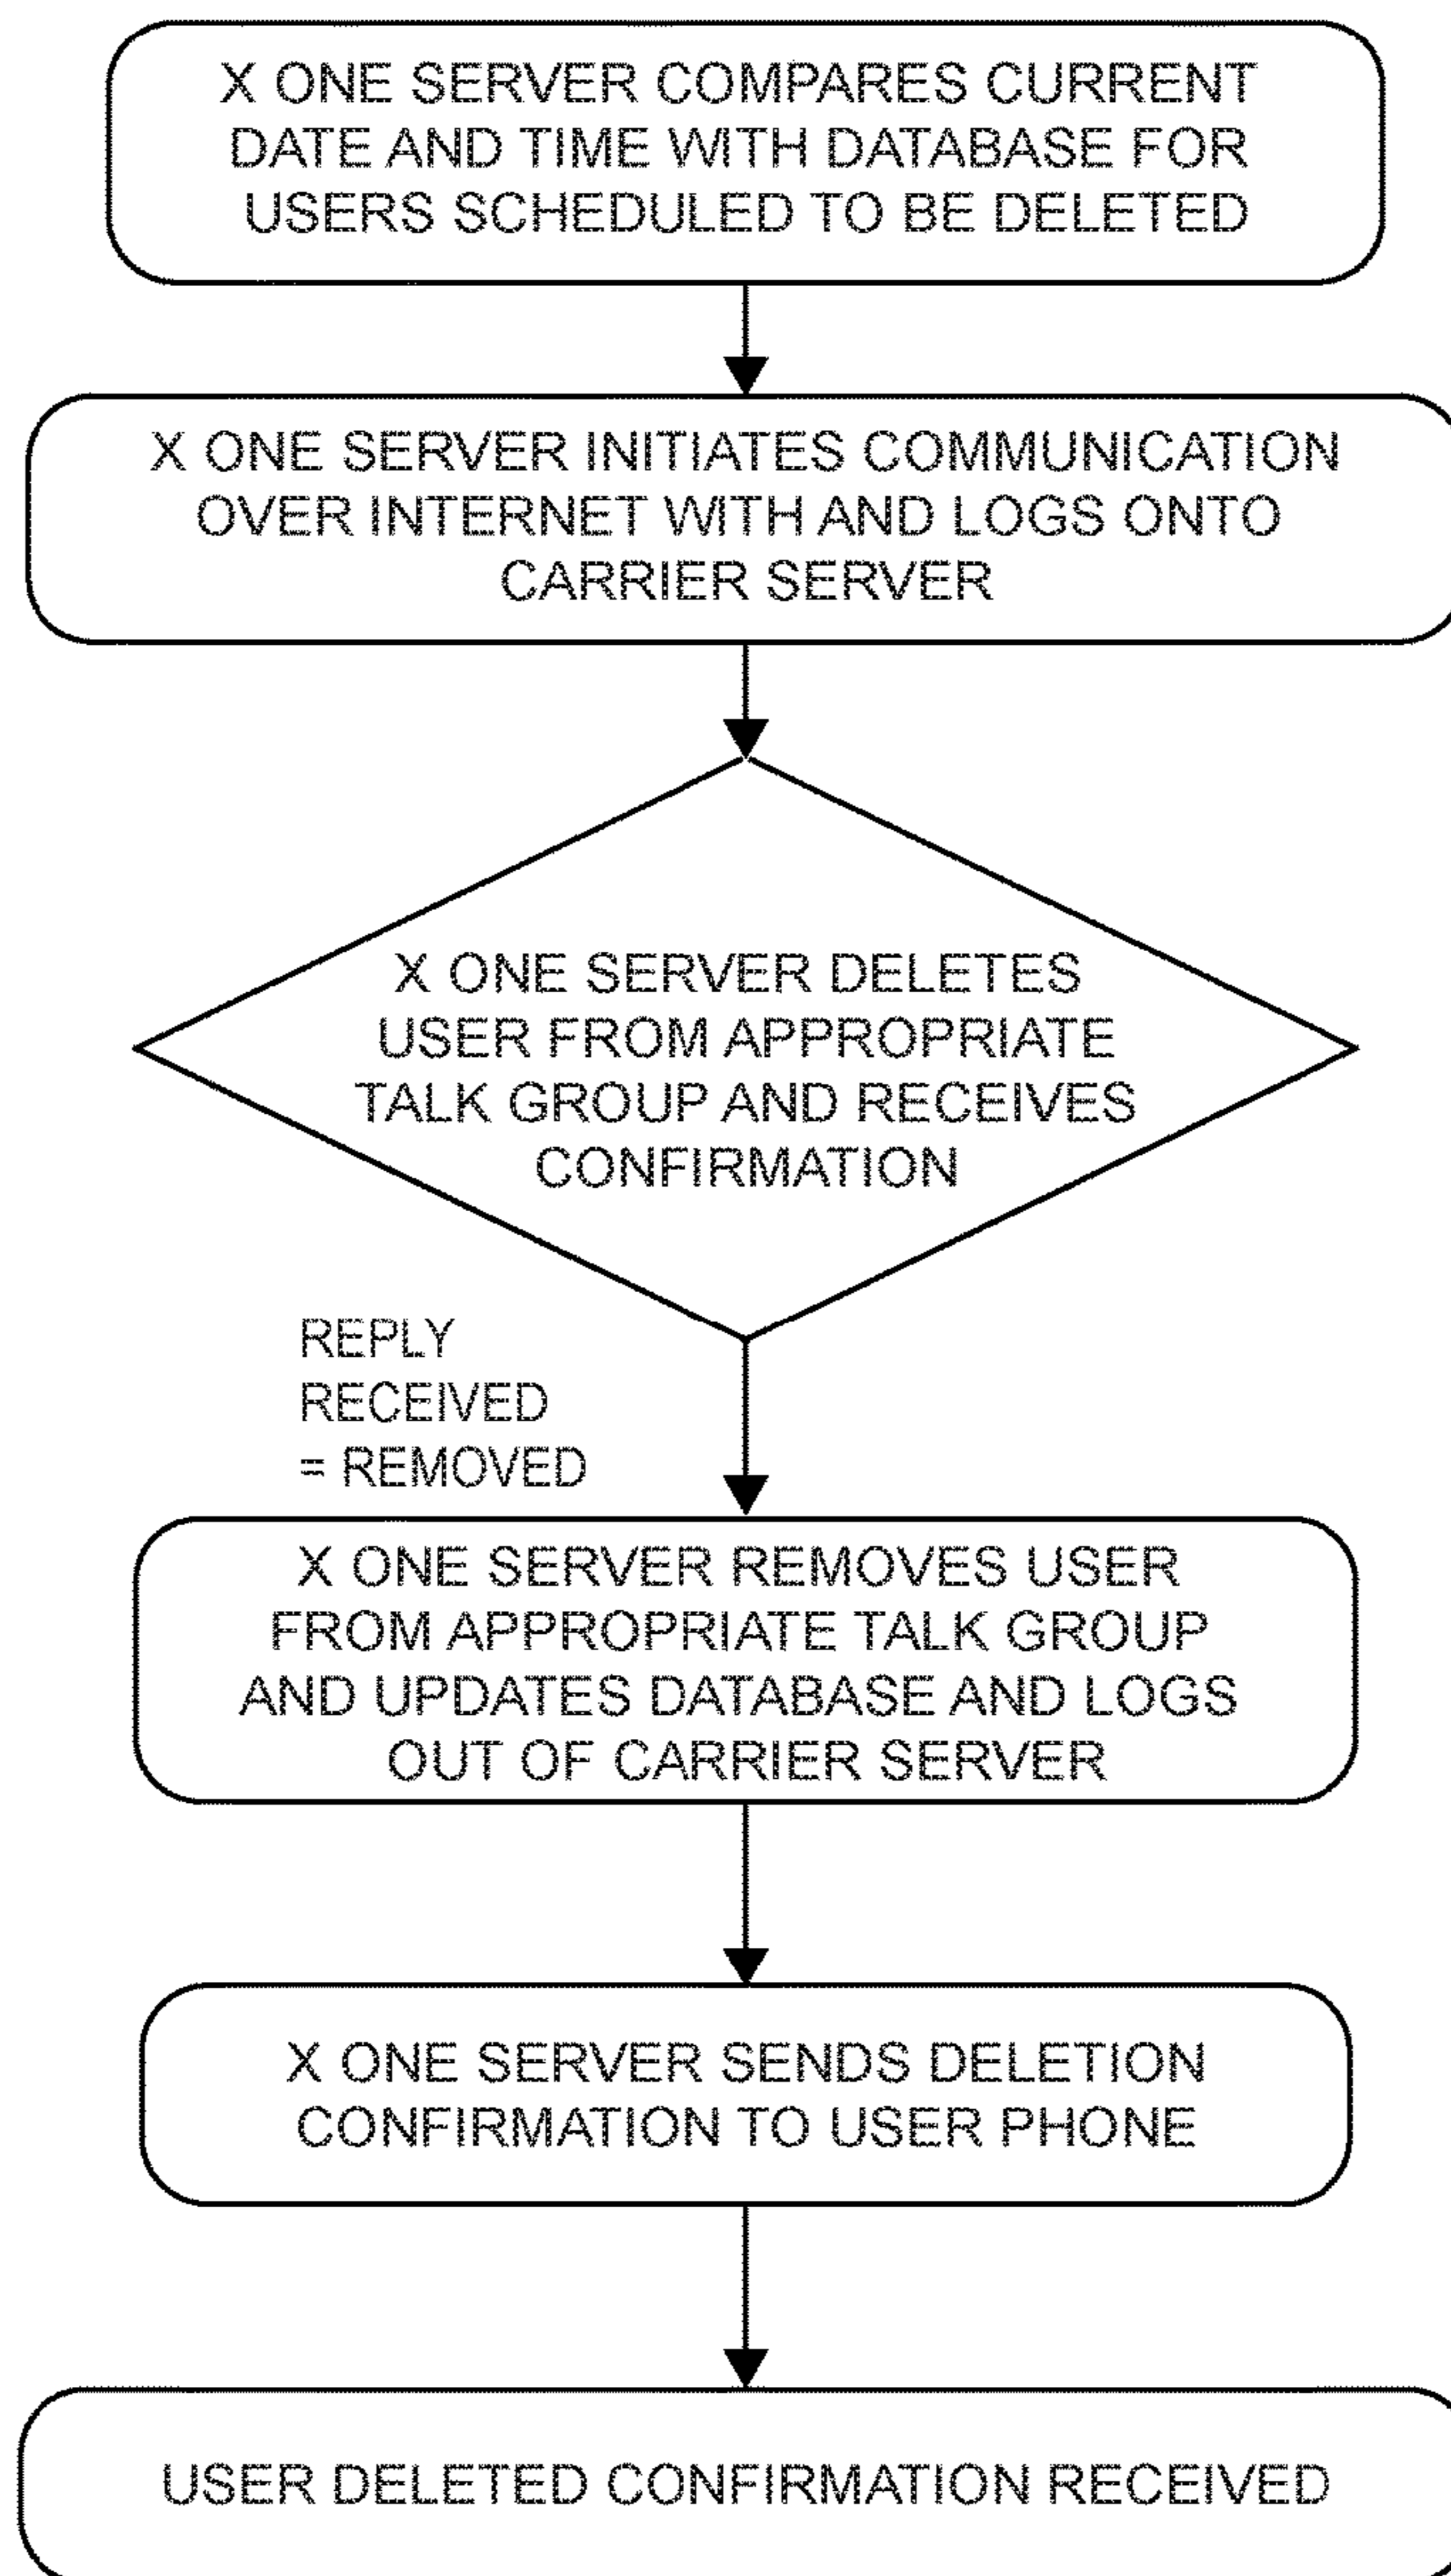 X ONE SERVER COMPARES CURRENT
DATE AND TIME WITH DATABASE FOR
USERS SCHEDULED TO BE DELETED
X ONE SERVER INITIATES COMMUNICATION
OVER INTERNET WITH AND LOGS ONTO
CARRIER SERVER
X ONE SERVER DELETES
USER FROM APPROPRIATE
TALK GROUP AND RECEIVES
CONFIRMATION
REPLY
RECEIVED
= REMOVED
X ONE SERVER REMOVES USER
FROM APPROPRIATE TALK GROUP
AND UPDATES DATABASE AND LOGS
OUT OF CARRIER SERVER
X ONE SERVER SENDS DELETION
CONFIRMATION TO USER PHONE
USER DELETED CONFIRMATION RECEIVED